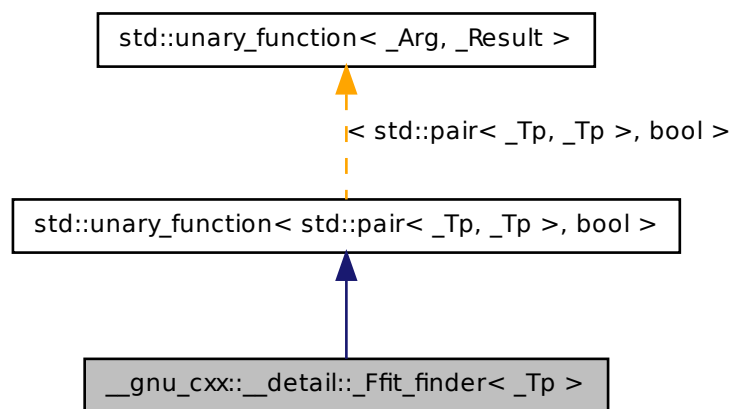 std::unary_function< _Arg, _Result >
< std::pair< _Tp, _Tp >, bool >
std::unary_function< std::pair< _Tp, _Tp >, bool >
__gnu_cxx::__detail::_Ffit_finder< _Tp >